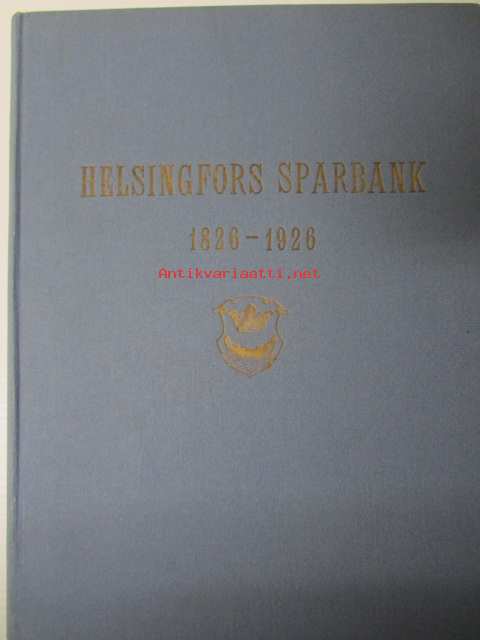 HELSINGFORS SPARBANK
1826-1926
Antikvariaatti.net